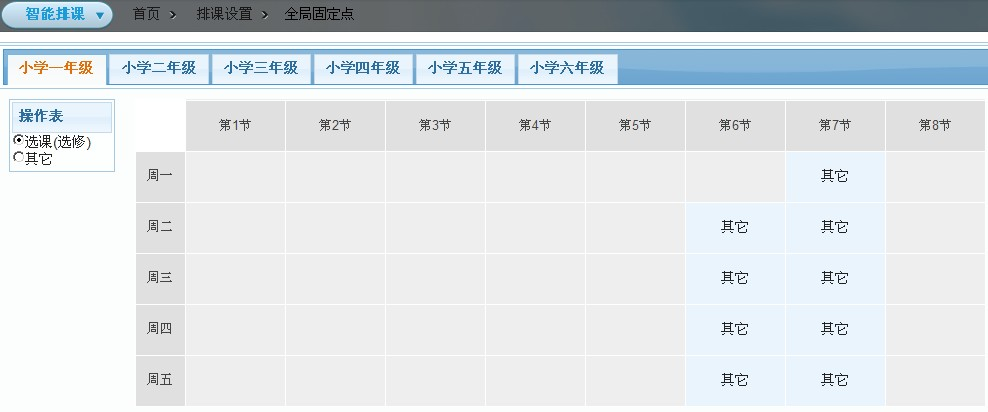 智能排课 首页 排课设置 全局固定点
小学一年级 小学二年级 小学三年级 小学四年级 小学五年级 小学六年级
操作表
选课(选修)
其它
第1节 第2节 第3节 第4节 第5节 第6节 第7节 第8节
周一 其它
周二 其它 其它
周三 其它 其它
周四 其它 其它
周五 其它 其它